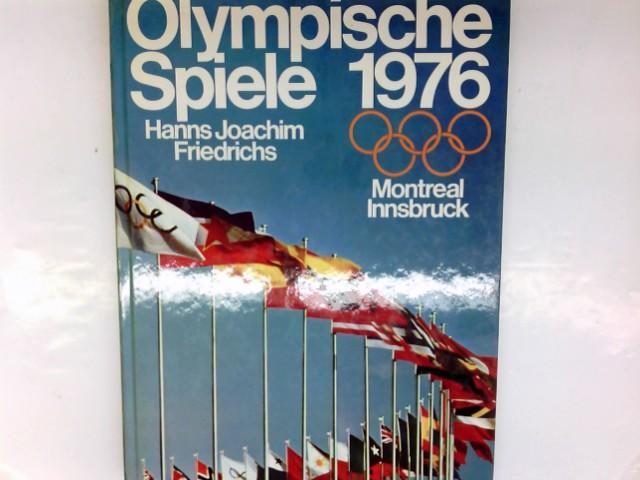 Olympische
Spiele 1976
Hanns Joachim
Friedrichs
Montreal
Innsbruck